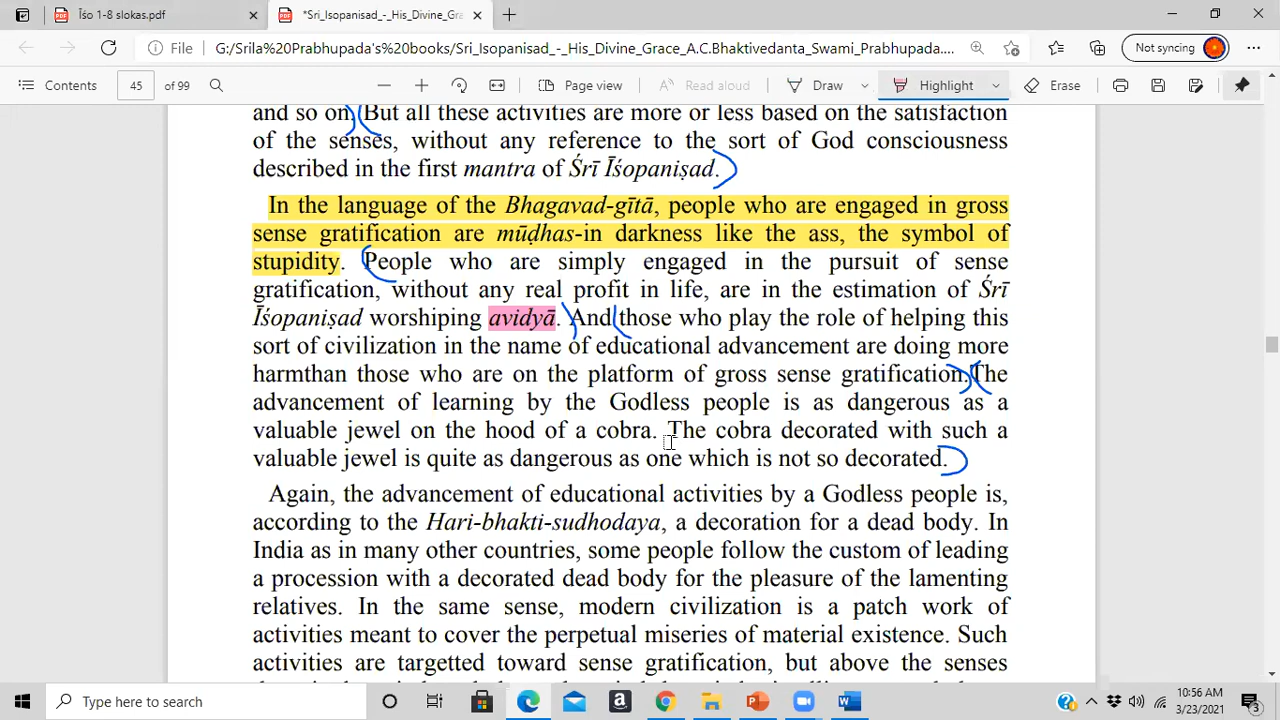 Īśo 1-8 slokas.pdf
*Sri_Isopanisad_-_His_Divine_Gra
Not syncing
File
G:/Srila%20Prabhupada's%20books/Sri_Isopanisad_-_His_Divine_Grace_A.C.Bhaktivedanta_Swami_Prabhupada....
Contents 45 of 99 Page view Read aloud Draw Highlight Erase
and so on. But all these activities are more or less based on the satisfaction
of the senses, without any reference to the sort of God consciousness
described in the first mantra of Śrī Īśopaniṣad.
In the language of the Bhagavad-gītā, people who are engaged in gross
sense gratification are mūḍhas-in darkness like the ass, the symbol of
stupidity. People who are simply engaged in the pursuit of sense
gratification, without any real profit in life, are in the estimation of Śrī
Īśopaniṣad worshiping avidyā. And those who play the role of helping this
sort of civilization in the name of educational advancement are doing more
harmthan those who are on the platform of gross sense gratification. The
advancement of learning by the Godless people is as dangerous as a
valuable jewel on the hood of a cobra. The cobra decorated with such a
valuable jewel is quite as dangerous as one which is not so decorated.
Again, the advancement of educational activities by a Godless people is,
according to the Hari-bhakti-sudhodaya, a decoration for a dead body. In
India as in many other countries, some people follow the custom of leading
a procession with a decorated dead body for the pleasure of the lamenting
relatives. In the same sense, modern civilization is a patch work of
activities meant to cover the perpetual miseries of material existence. Such
activities are targetted toward sense gratification, but above the senses
Type here to search
10:56 AM
3/23/2021
3